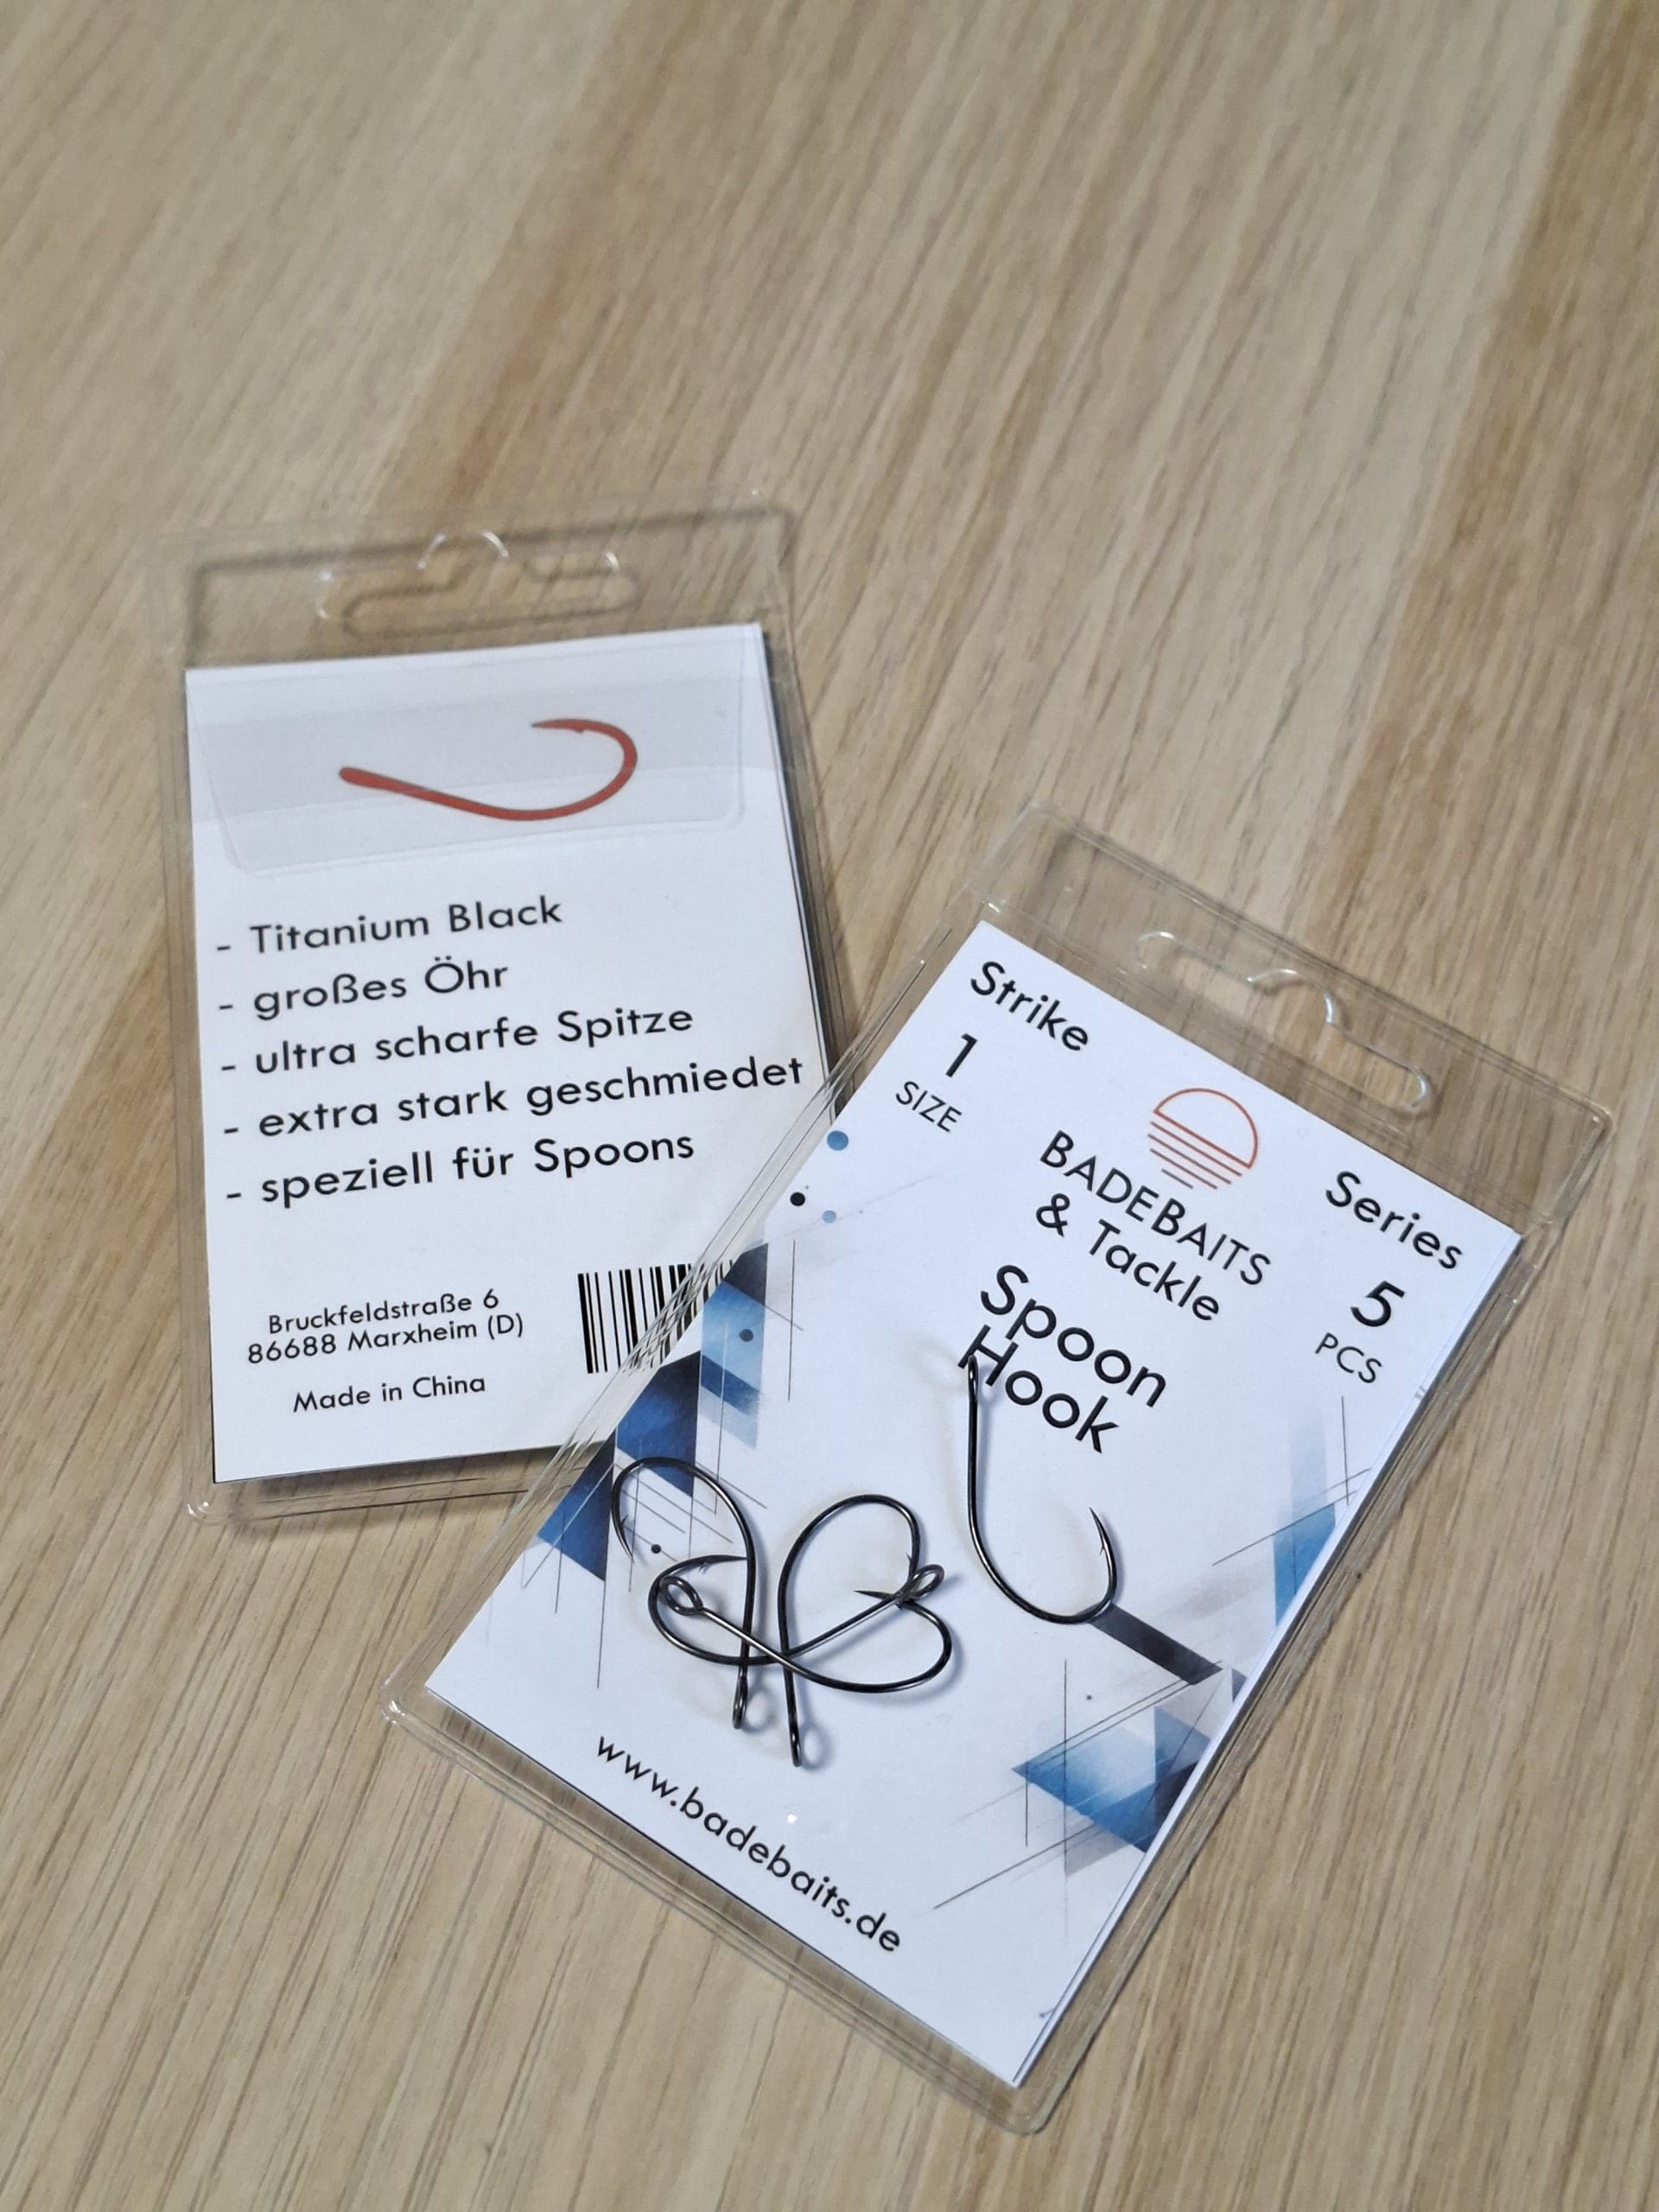 - Titanium Black
- großes Öhr
- ultra scharfe Spitze
- extra stark geschmiedet
- speziell für Spoons
Bruckfeldstraße 6
86688 Marxheim (D)
Made in China
Strike
Series
1
SIZE
5
PCS
BADEBAITS
& Tackle
Spoon
Hook
www.badebaits.de